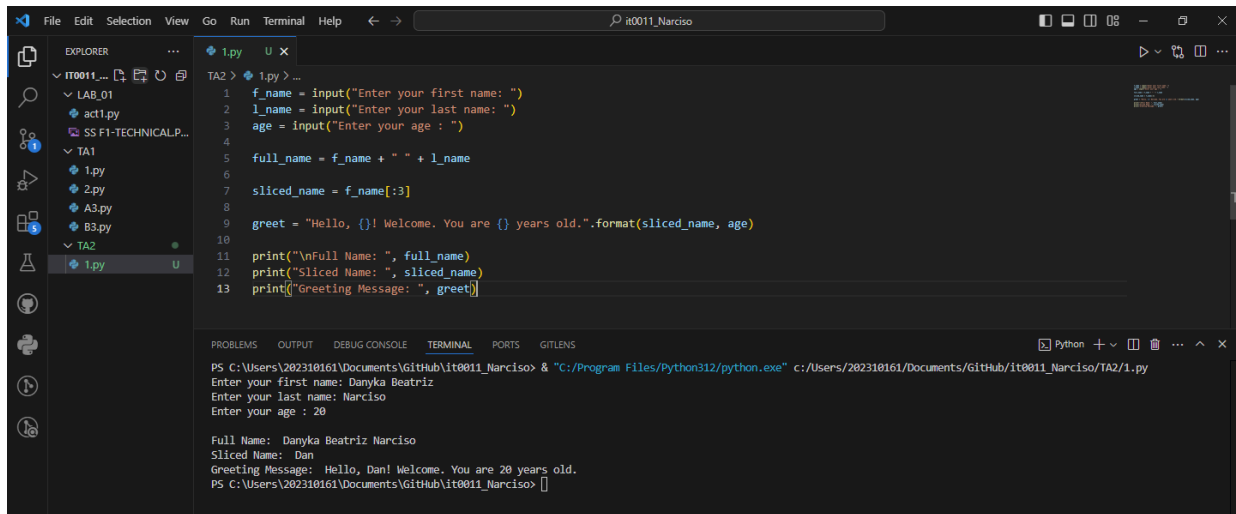 File Edit Selection View Go Run Terminal Help
it0011_Narciso
EXPLORER
IT0011_...
LAB_01
act1.py
SS F1-TECHNICAL.P...
TA1
1.py
2.py
A3.py
B3.py
TA2
1.py U
1
5
1.py U
TA2 > 1.py > ...
1 f_name = input("Enter your first name: ")
2 l_name = input("Enter your last name: ")
3 age = input("Enter your age : ")
4
5 full_name = f_name + " " + l_name
6
7 sliced_name = f_name[:3]
8
9 greet = "Hello, {}! Welcome. You are {} years old.".format(sliced_name, age)
10
11 print("\nFull Name: ", full_name)
12 print("Sliced Name: ", sliced_name)
13 print("Greeting Message: ", greet)
PROBLEMS OUTPUT DEBUG CONSOLE TERMINAL PORTS GITLENS
Python
PS C:\Users\202310161\Documents\GitHub\it0011_Narciso> & "C:/Program Files/Python312/python.exe" c:/Users/202310161/Documents/GitHub/it0011_Narciso/TA2/1.py
Enter your first name: Danyka Beatriz
Enter your last name: Narciso
Enter your age : 20
Full Name:  Danyka Beatriz Narciso
Sliced Name:  Dan
Greeting Message:  Hello, Dan! Welcome. You are 20 years old.
PS C:\Users\202310161\Documents\GitHub\it0011_Narciso>